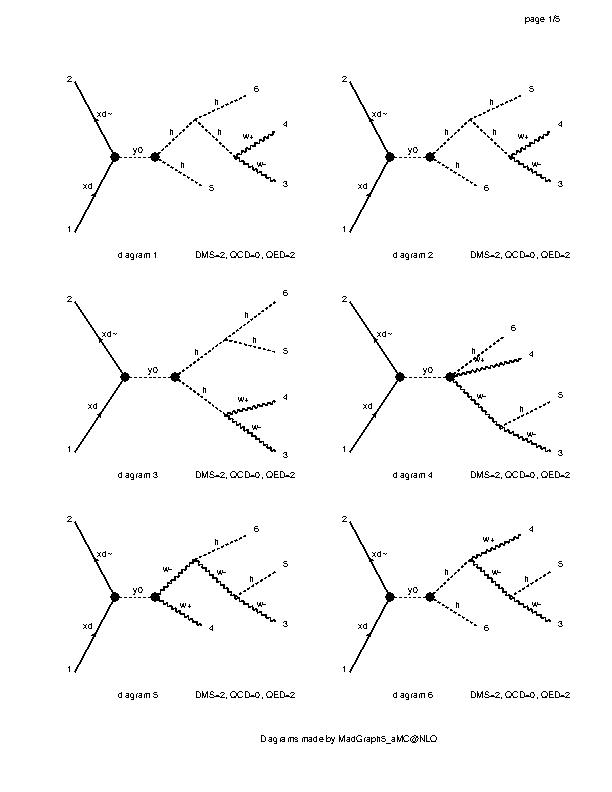 page 1/5
2
xd~
xd
1
y0
h
h
6
h
w+
4
w-
3
h
5
diagram 1 DMS=2, QCD=0, QED=2
2
xd~
xd
1
y0
h
h
5
h
w+
4
w-
3
h
6
diagram 2 DMS=2, QCD=0, QED=2
2
xd~
xd
1
y0
h
h
6
h
5
h
w+
4
w-
3
diagram 3 DMS=2, QCD=0, QED=2
2
xd~
xd
1
y0
h
6
w+
4
w-
h
5
w-
3
diagram 4 DMS=2, QCD=0, QED=2
2
xd~
xd
1
y0
w-
h
6
w-
h
5
w-
3
w+
4
diagram 5 DMS=2, QCD=0, QED=2
2
xd~
xd
1
y0
h
w+
4
w-
h
5
w-
3
h
6
diagram 6 DMS=2, QCD=0, QED=2
Diagrams made by MadGraph5_aMC@NLO